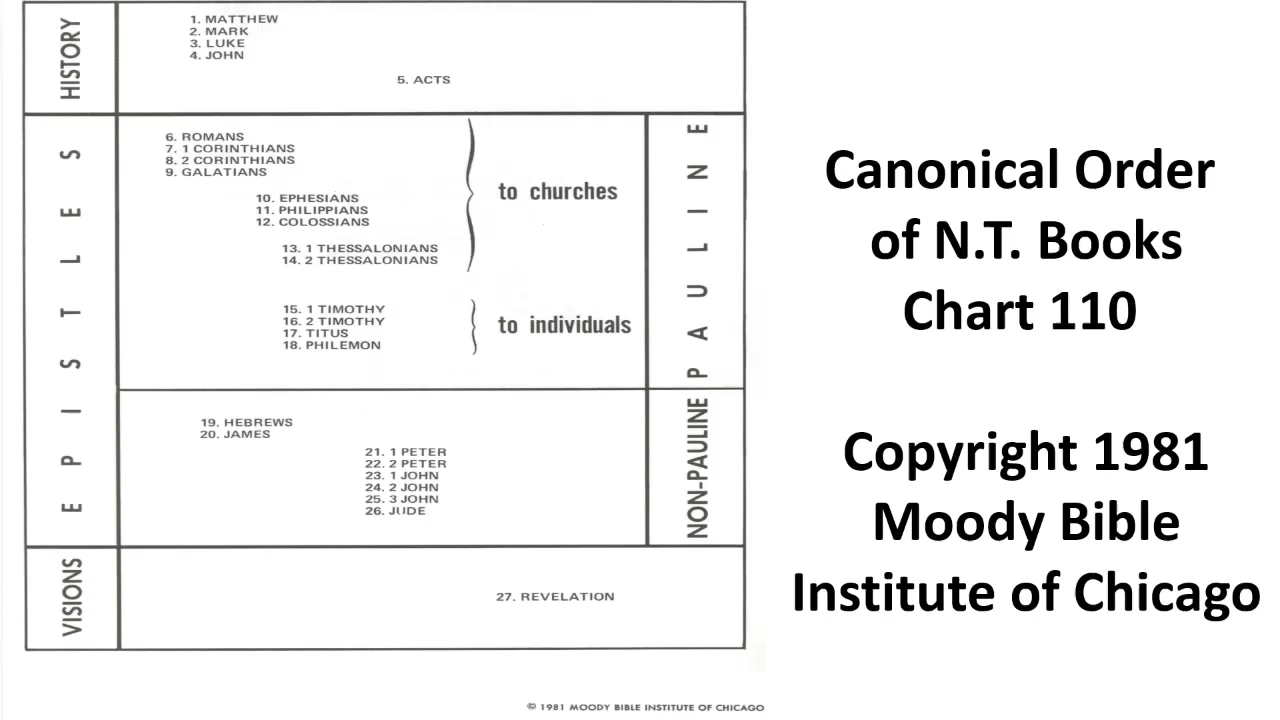 HISTORY
1. MATTHEW
2. MARK
3. LUKE
4. JOHN
5. ACTS
EPISTLES
6. ROMANS
7. 1 CORINTHIANS
8. 2 CORINTHIANS
9. GALATIANS
10. EPHESIANS
11. PHILIPPIANS
12. COLOSSIANS
13. 1 THESSALONIANS
14. 2 THESSALONIANS
to churches
15. 1 TIMOTHY
16. 2 TIMOTHY
17. TITUS
18. PHILEMON
to individuals
PAULINE
19. HEBREWS
20. JAMES
21. 1 PETER
22. 2 PETER
23. 1 JOHN
24. 2 JOHN
25. 3 JOHN
26. JUDE
NON-PAULINE
VISIONS
27. REVELATION
© 1981 MOODY BIBLE INSTITUTE OF CHICAGO
Canonical Order
of N.T. Books
Chart 110
Copyright 1981
Moody Bible
Institute of Chicago